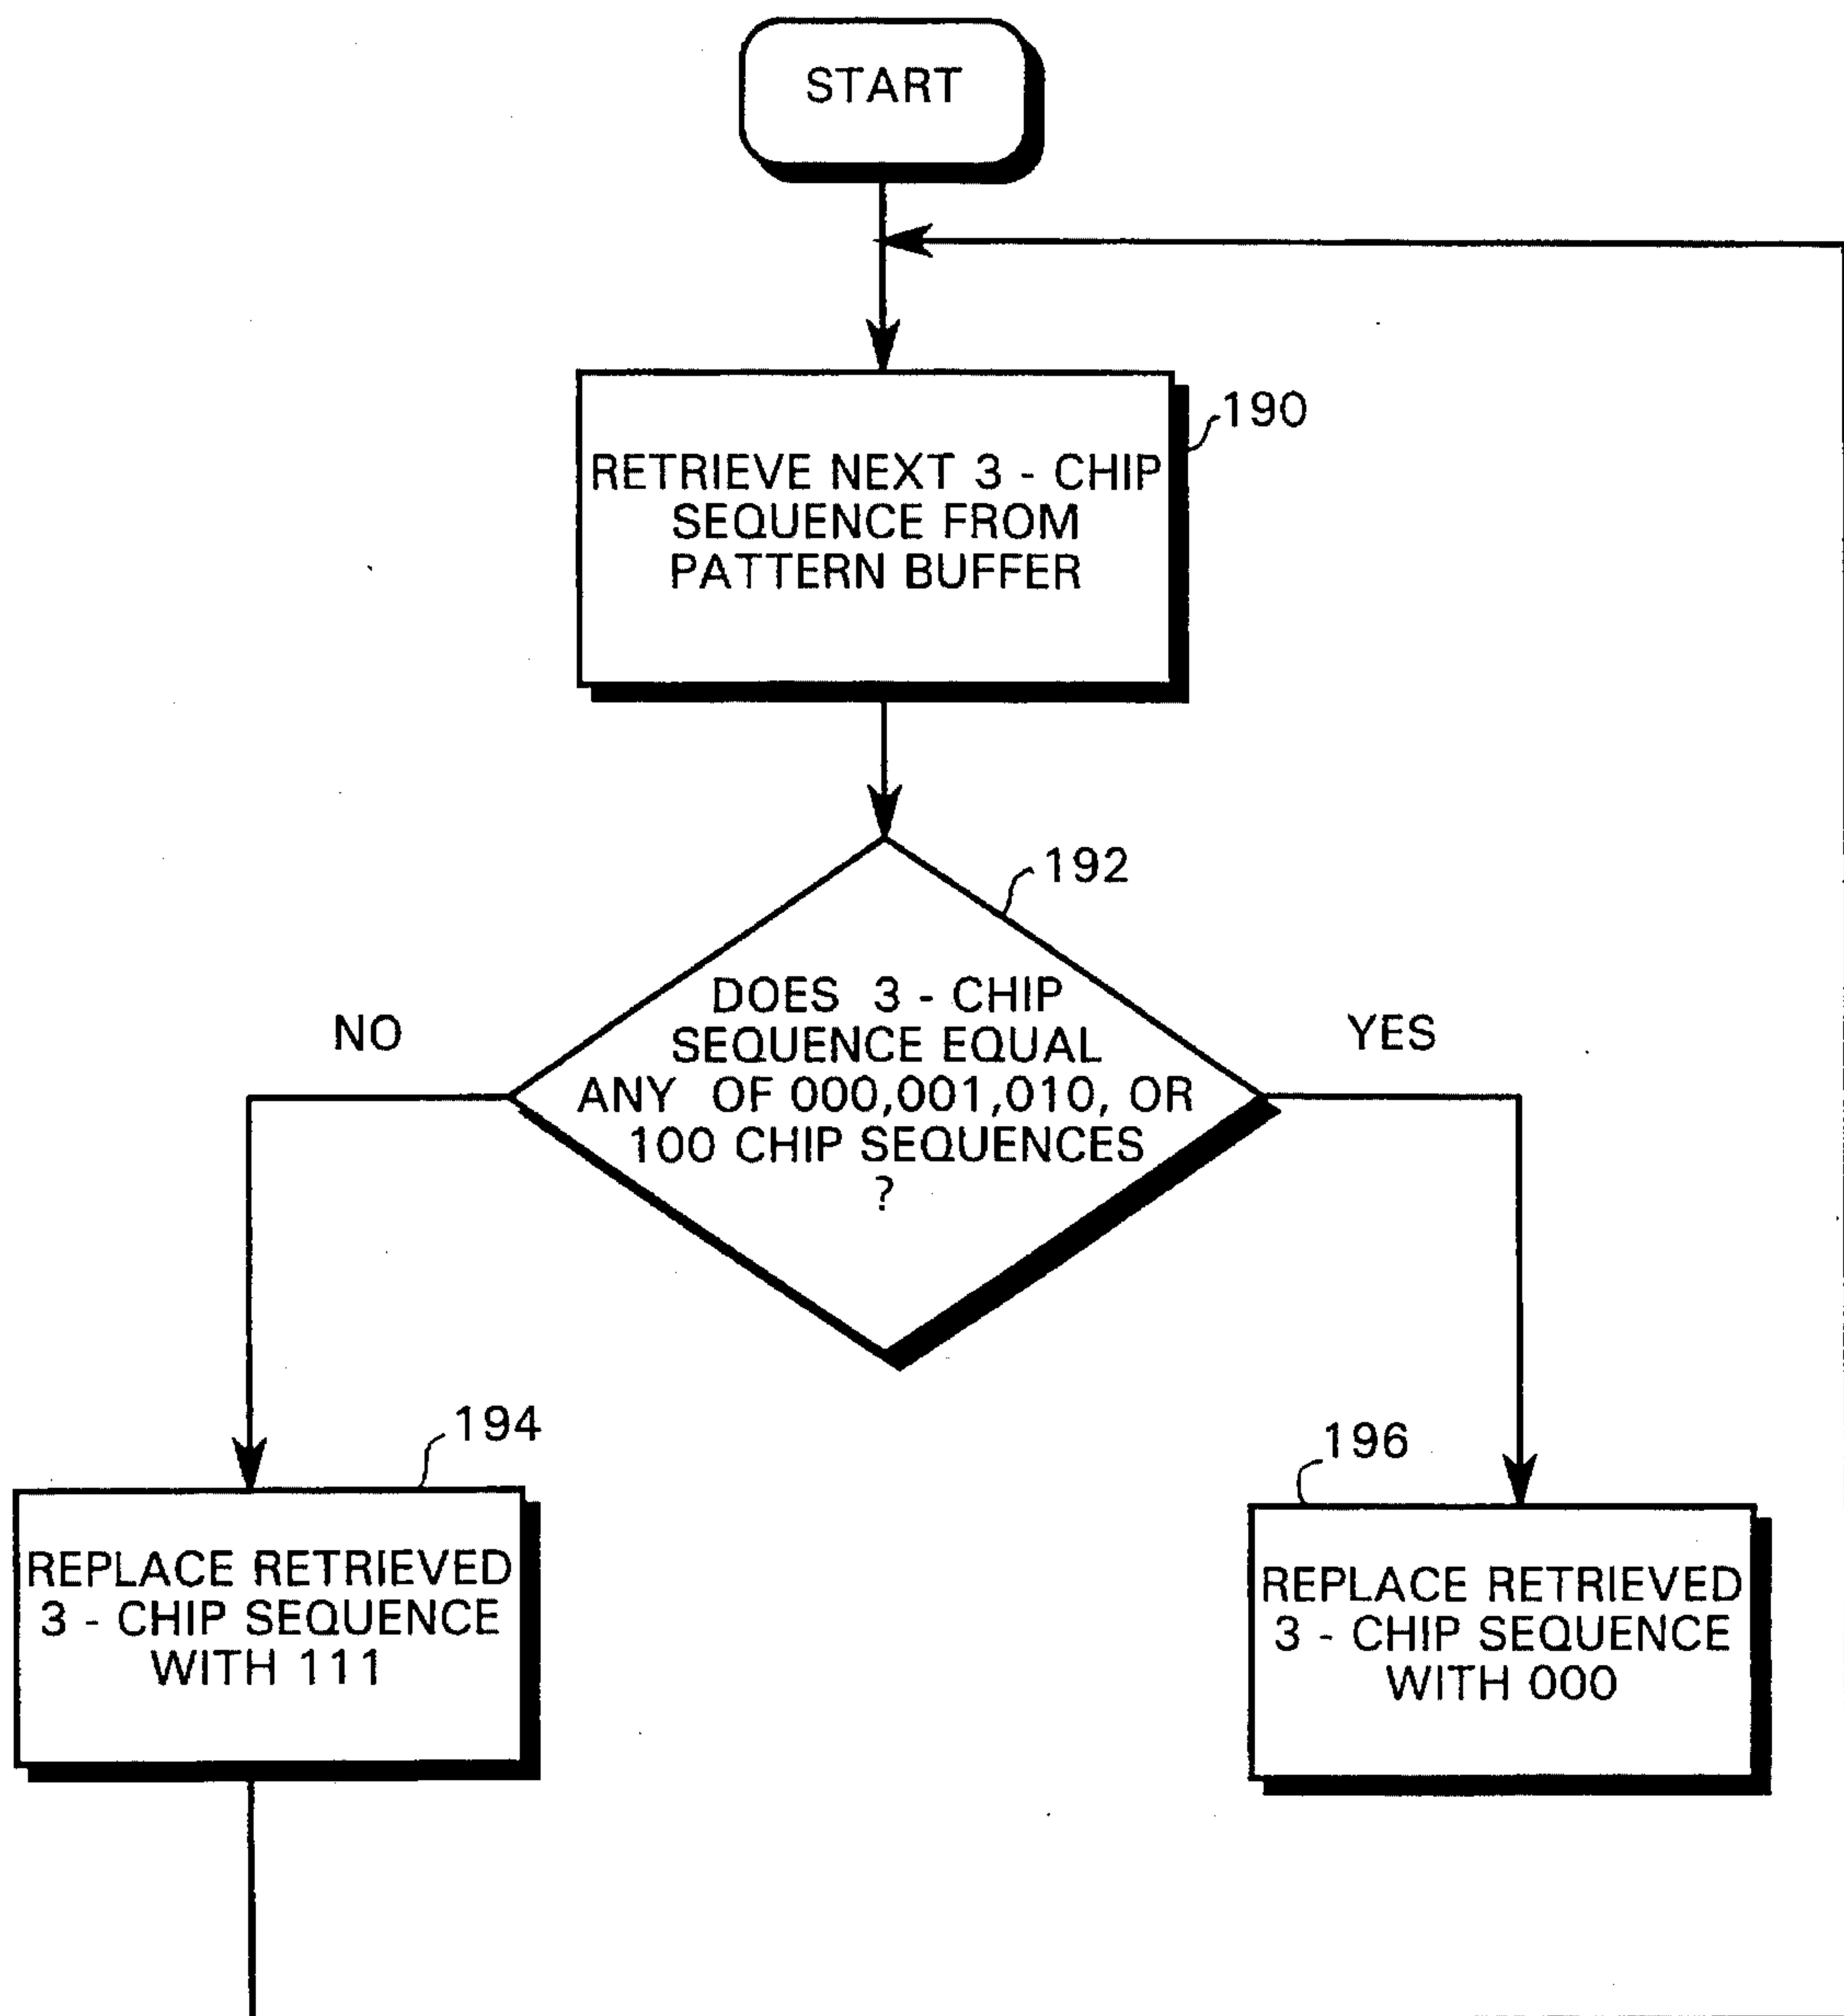 START
190
RETRIEVE NEXT 3 - CHIP
SEQUENCE FROM
PATTERN BUFFER
192
DOES 3 - CHIP
SEQUENCE EQUAL
ANY OF 000,001,010, OR
100 CHIP SEQUENCES
?
NO
YES
194
REPLACE RETRIEVED
3 - CHIP SEQUENCE
WITH 111
196
REPLACE RETRIEVED
3 - CHIP SEQUENCE
WITH 000